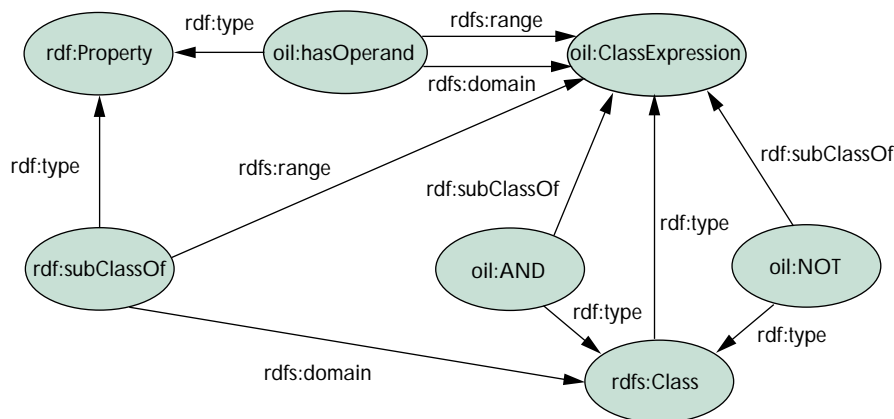 rdf:type
rdfs:range
rdf:Property
oil:hasOperand
oil:ClassExpression
rdfs:domain
rdf:type
rdfs:range
rdf:subClassOf
rdf:subClassOf
rdf:type
rdf:subClassOf
oil:AND
oil:NOT
rdf:type
rdf:type
rdfs:domain
rdfs:Class